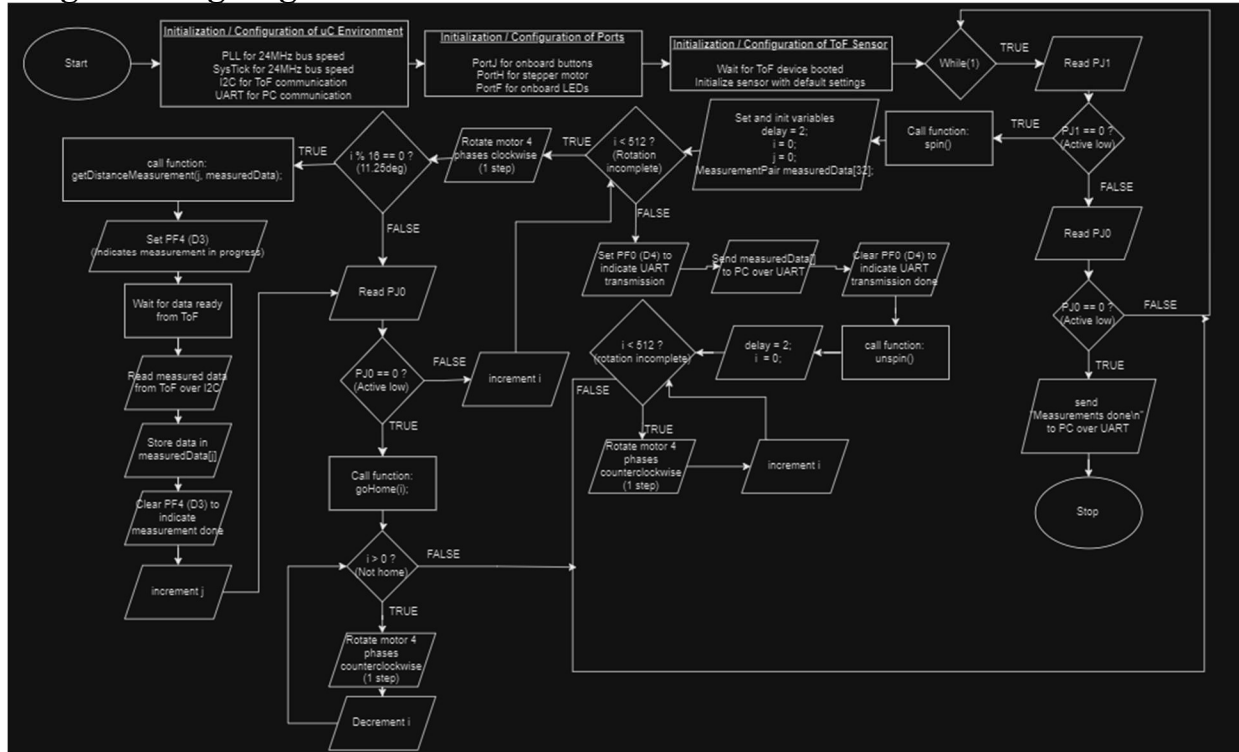 Start
Initialization / Configuration of uC Environment
PLL for 24MHz bus speed
SysTick for 24MHz bus speed
I2C for ToF communication
UART for PC communication
Initialization / Configuration of Ports
PortJ for onboard buttons
PortH for stepper motor
PortF for onboard LEDs
Initialization / Configuration of ToF Sensor
Wait for ToF device booted
Initialize sensor with default settings
While(1)
TRUE
Read PJ1
PJ1 == 0 ?
(Active low)
TRUE
FALSE
Call function:
spin()
Set and init variables
delay = 2;
i = 0;
j = 0;
MeasurementPair measuredData[32];
i < 512 ?
(Rotation
incomplete)
TRUE
FALSE
Rotate motor 4
phases clockwise
(1 step)
i % 16 == 0 ?
(11.25deg)
TRUE
FALSE
call function:
getDistanceMeasurement(j, measuredData);
Set PF4 (D3)
(Indicates measurement in progress)
Wait for data ready
from ToF
Read measured data
from ToF over I2C
Store data in
measuredData[j]
Clear PF4 (D3) to
indicate
measurement done
increment j
Read PJ0
PJ0 == 0 ?
(Active low)
FALSE
increment i
TRUE
Call function:
goHome(i);
i > 0 ?
(Not home)
FALSE
TRUE
Rotate motor 4
phases
counterclockwise
(1 step)
Decrement i
Set PF0 (D4) to
indicate UART
transmission
Send measuredData[]
to PC over UART
Clear PF0 (D4) to
indicate UART
transmission done
call function:
unspin()
delay = 2;
i = 0;
i < 512 ?
(rotation incomplete)
FALSE
TRUE
Rotate motor 4
phases
counterclockwise
(1 step)
increment i
Read PJ0
PJ0 == 0 ?
(Active low)
FALSE
TRUE
send
"Measurements done\n"
to PC over UART
Stop